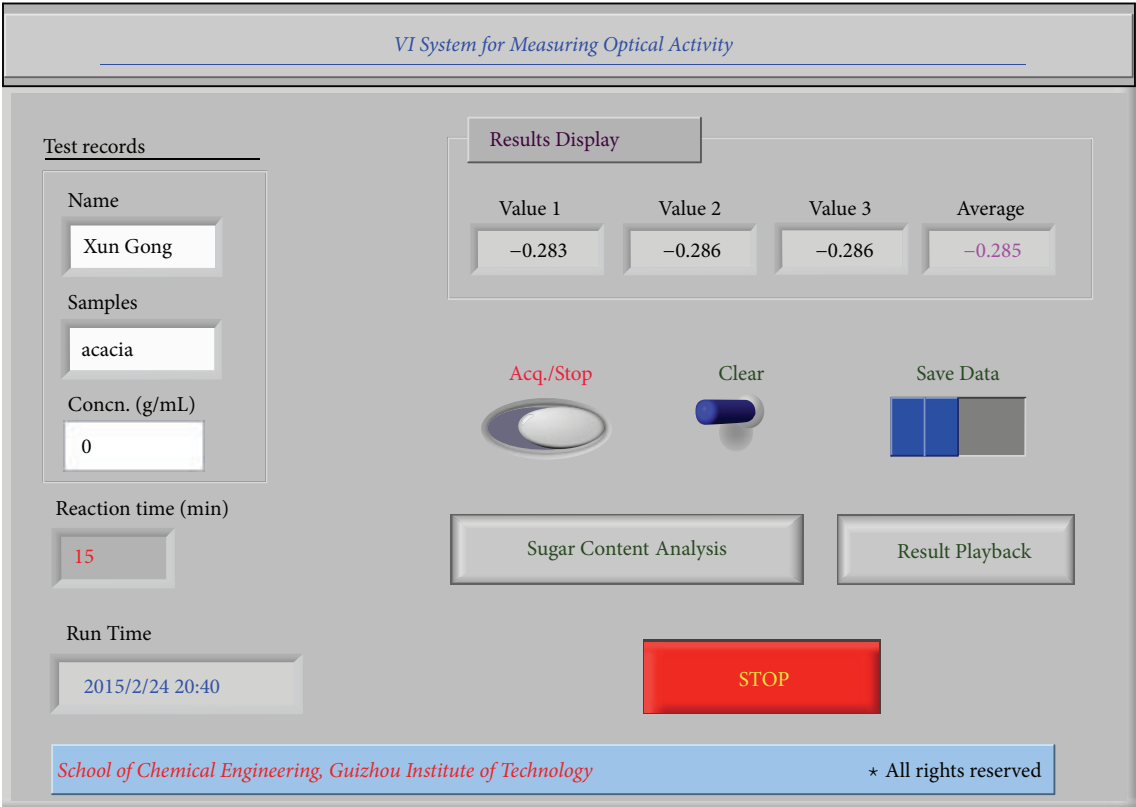 VI System for Measuring Optical Activity
Test records
Name
Xun Gong
Samples
acacia
Concn. (g/mL)
0
Reaction time (min)
15
Run Time
2015/2/24 20:40
Results Display
Value 1 Value 2 Value 3 Average
−0.283 −0.286 −0.286 −0.285
Acq./Stop Clear Save Data
Sugar Content Analysis Result Playback
STOP
School of Chemical Engineering, Guizhou Institute of Technology ⋆ All rights reserved